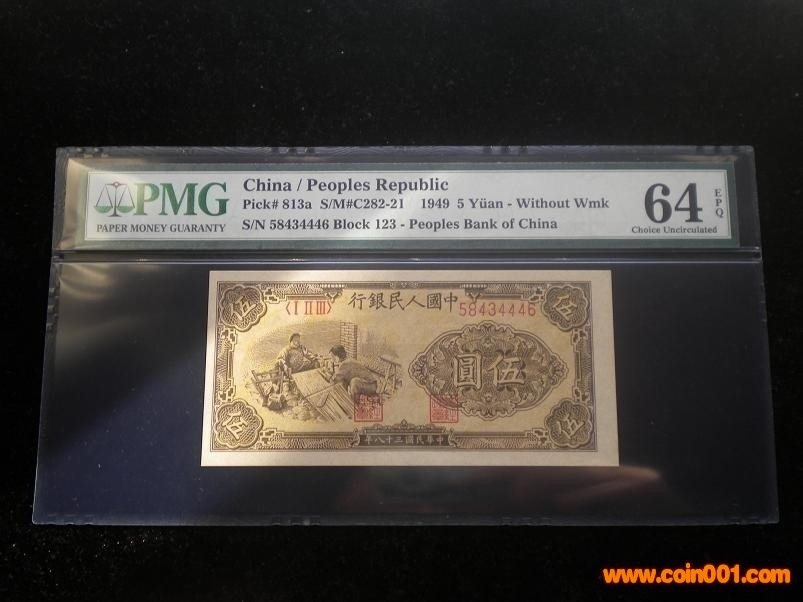 PMG
PAPER MONEY GUARANTY
China / Peoples Republic
Pick# 813a S/M#C282-21 1949 5 Yüan - Without Wmk
S/N 58434446 Block 123 - Peoples Bank of China
64 EPQ
Choice Uncirculated
行銀民人國中
〈I II III〉 58434446
伍 伍
圓伍
伍 伍
年八十三國民華中
www.coin001.com